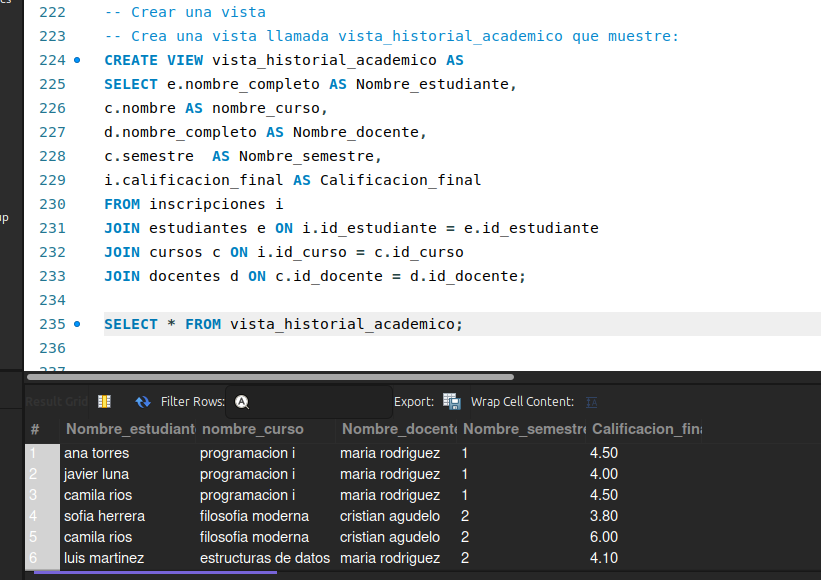 222 -- Crear una vista
223 -- Crea una vista llamada vista_historial_academico que muestre:
224 CREATE VIEW vista_historial_academico AS
225 SELECT e.nombre_completo AS Nombre_estudiante,
226 c.nombre AS nombre_curso,
227 d.nombre_completo AS Nombre_docente,
228 c.semestre  AS Nombre_semestre,
229 i.calificacion_final AS Calificacion_final
230 FROM inscripciones i
231 JOIN estudiantes e ON i.id_estudiante = e.id_estudiante
232 JOIN cursos c ON i.id_curso = c.id_curso
233 JOIN docentes d ON c.id_docente = d.id_docente;
234
235 SELECT * FROM vista_historial_academico;
236
Result Grid Filter Rows: Export: Wrap Cell Content:
# Nombre_estudiant nombre_curso Nombre_docent Nombre_semestre Calificacion_fin
1 ana torres programacion i maria rodriguez 1 4.50
2 javier luna programacion i maria rodriguez 1 4.00
3 camila rios programacion i maria rodriguez 1 4.50
4 sofia herrera filosofia moderna cristian agudelo 2 3.80
5 camila rios filosofia moderna cristian agudelo 2 6.00
6 luis martinez estructuras de datos maria rodriguez 2 4.10